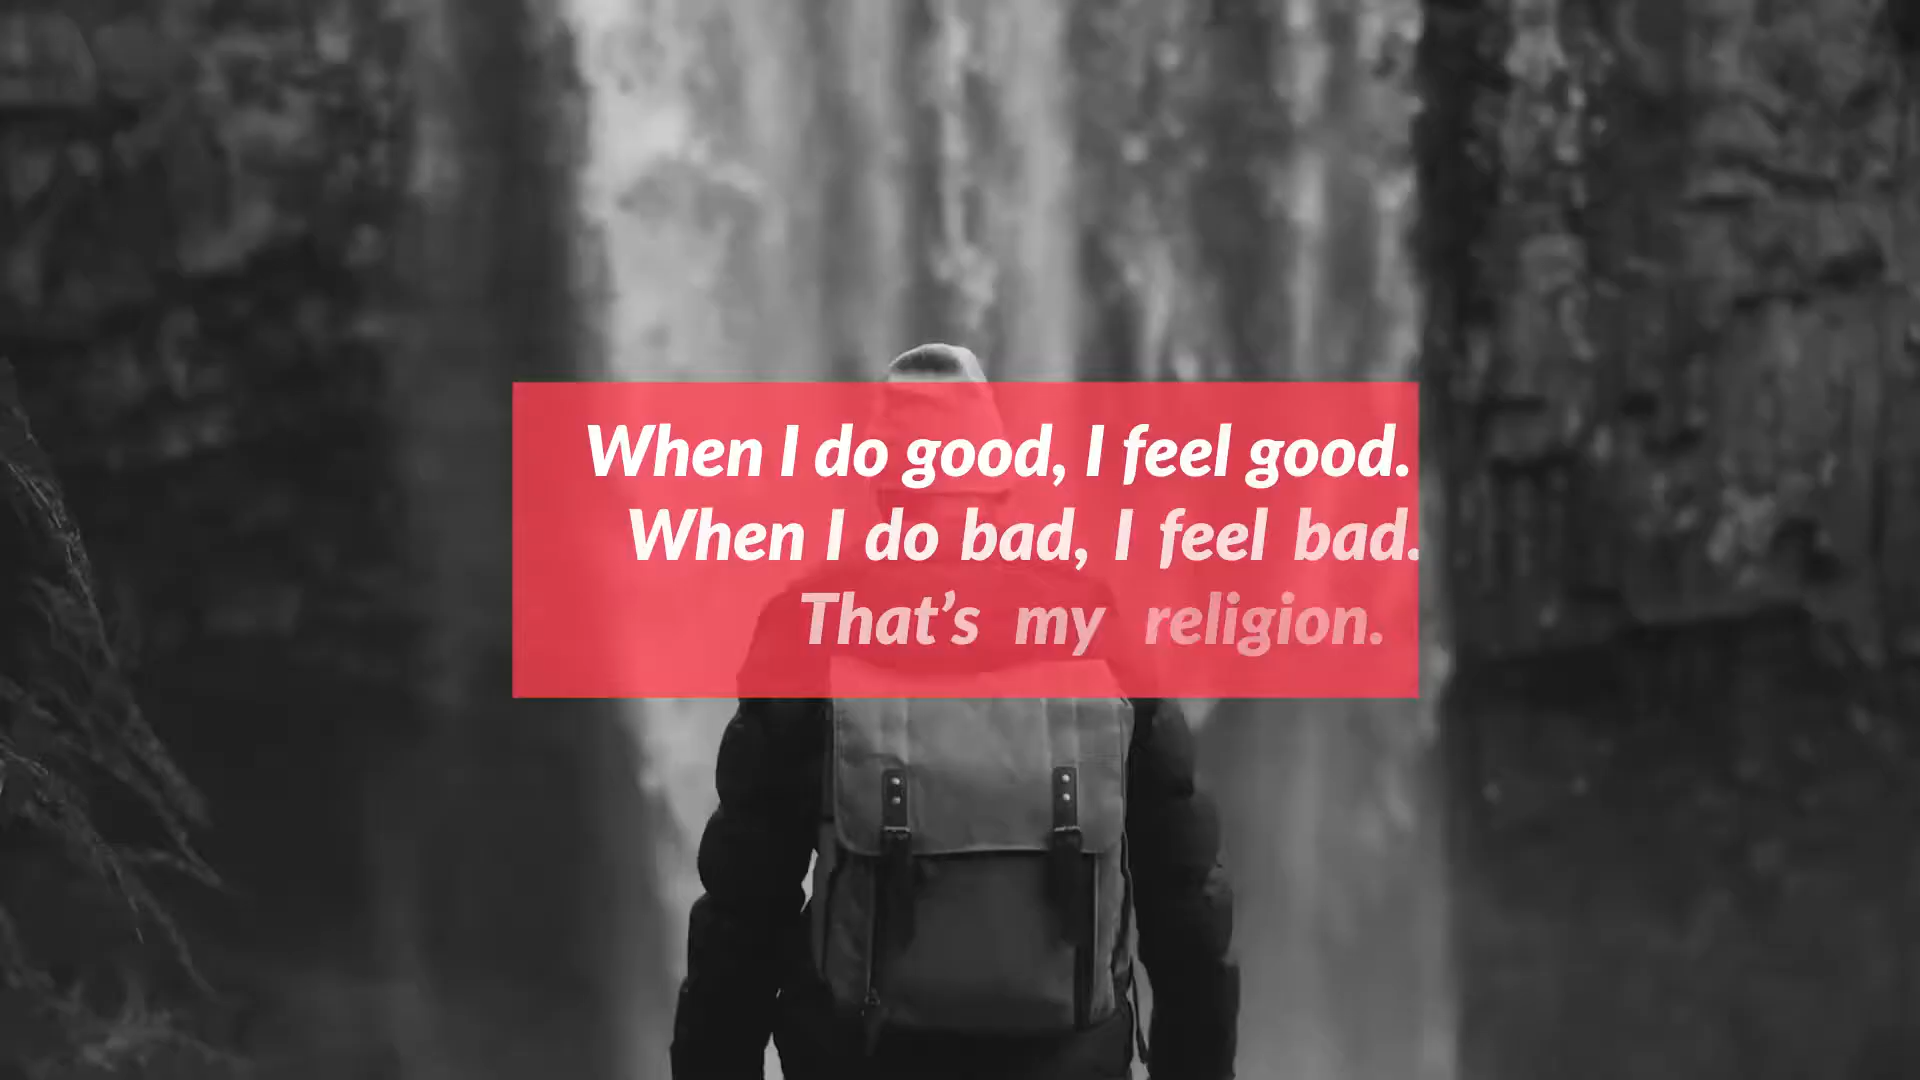 When I do good, I feel good.
When I do bad, I feel bad.
That’s my religion.